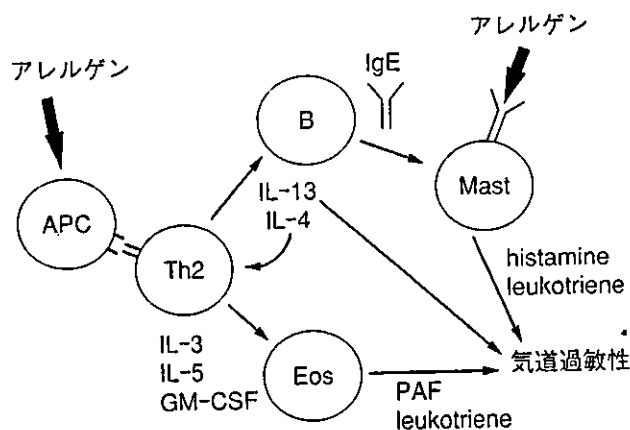 アレルゲン
アレルゲン
IgE
B
Mast
APC
Th2
IL-13
IL-4
histamine
leukotriene
IL-3
IL-5
GM-CSF
Eos
PAF
leukotriene
気道過敏性